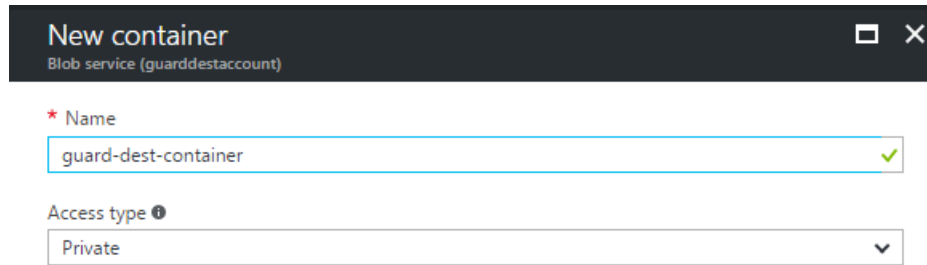 New container
Blob service (guarddestaccount)
* Name
guard-dest-container
Access type
Private